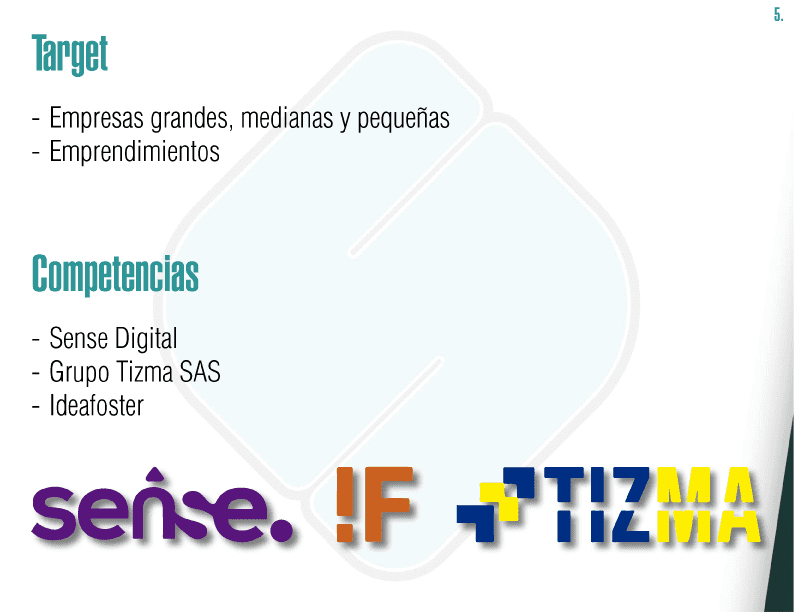 5.
Target
- Empresas grandes, medianas y pequeñas
- Emprendimientos
Competencias
- Sense Digital
- Grupo Tizma SAS
- Ideafoster
sense. !F TIZMA